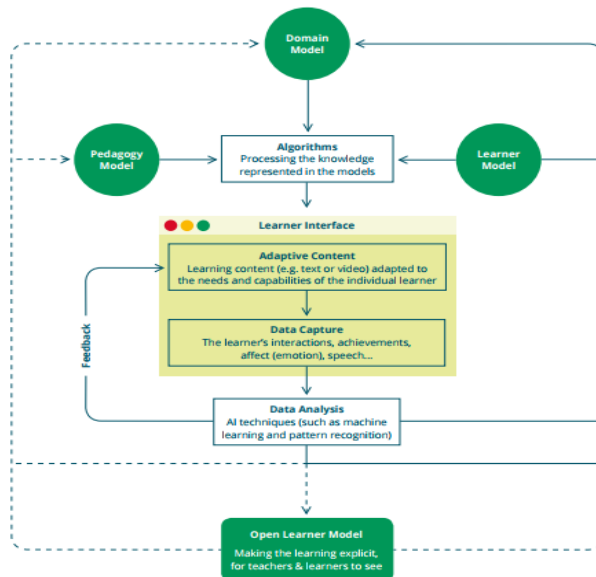 Domain
Model
Pedagogy
Model
Algorithms
Processing the knowledge
represented in the models
Learner
Model
Learner Interface
Adaptive Content
Learning content (e.g. text or video) adapted to
the needs and capabilities of the individual learner
Feedback
Data Capture
The learner's interactions, achievements,
affect (emotion), speech...
Data Analysis
AI techniques (such as machine
learning and pattern recognition)
Open Learner Model
Making the learning explicit,
for teachers & learners to see